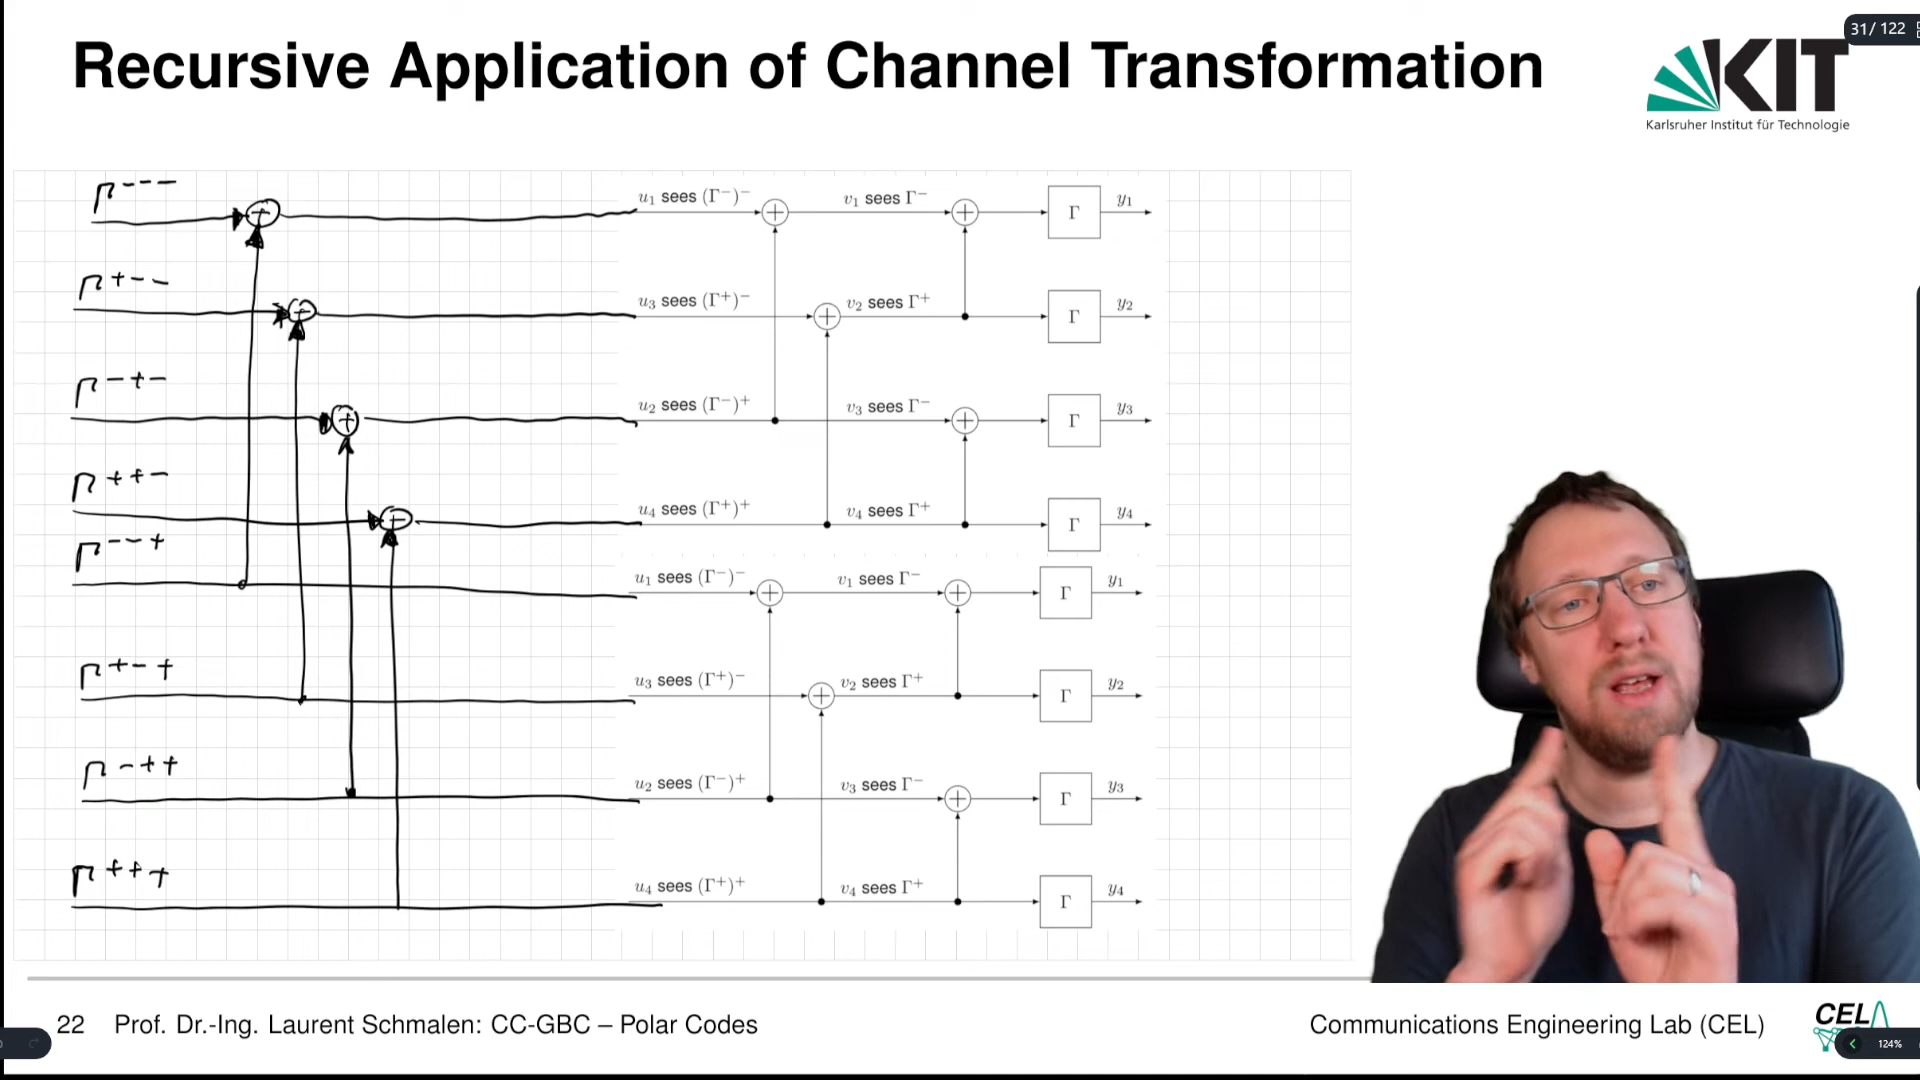 Recursive Application of Channel Transformation
31/ 122
KIT
Karlsruher Institut für Technologie
Γ---
u₁ sees (Γ⁻)⁻
v₁ sees Γ⁻
Γ
y₁
Γ+--
u₃ sees (Γ⁺)⁻
v₂ sees Γ⁺
Γ
y₂
Γ-+-
u₂ sees (Γ⁻)⁺
v₃ sees Γ⁻
Γ
y₃
Γ++-
u₄ sees (Γ⁺)⁺
v₄ sees Γ⁺
Γ
y₄
Γ--+
u₁ sees (Γ⁻)⁻
v₁ sees Γ⁻
Γ
y₁
Γ+-+
u₃ sees (Γ⁺)⁻
v₂ sees Γ⁺
Γ
y₂
Γ-++
u₂ sees (Γ⁻)⁺
v₃ sees Γ⁻
Γ
y₃
Γ+++
u₄ sees (Γ⁺)⁺
v₄ sees Γ⁺
Γ
y₄
22 Prof. Dr.-Ing. Laurent Schmalen: CC-GBC – Polar Codes
Communications Engineering Lab (CEL)
CEL
124%